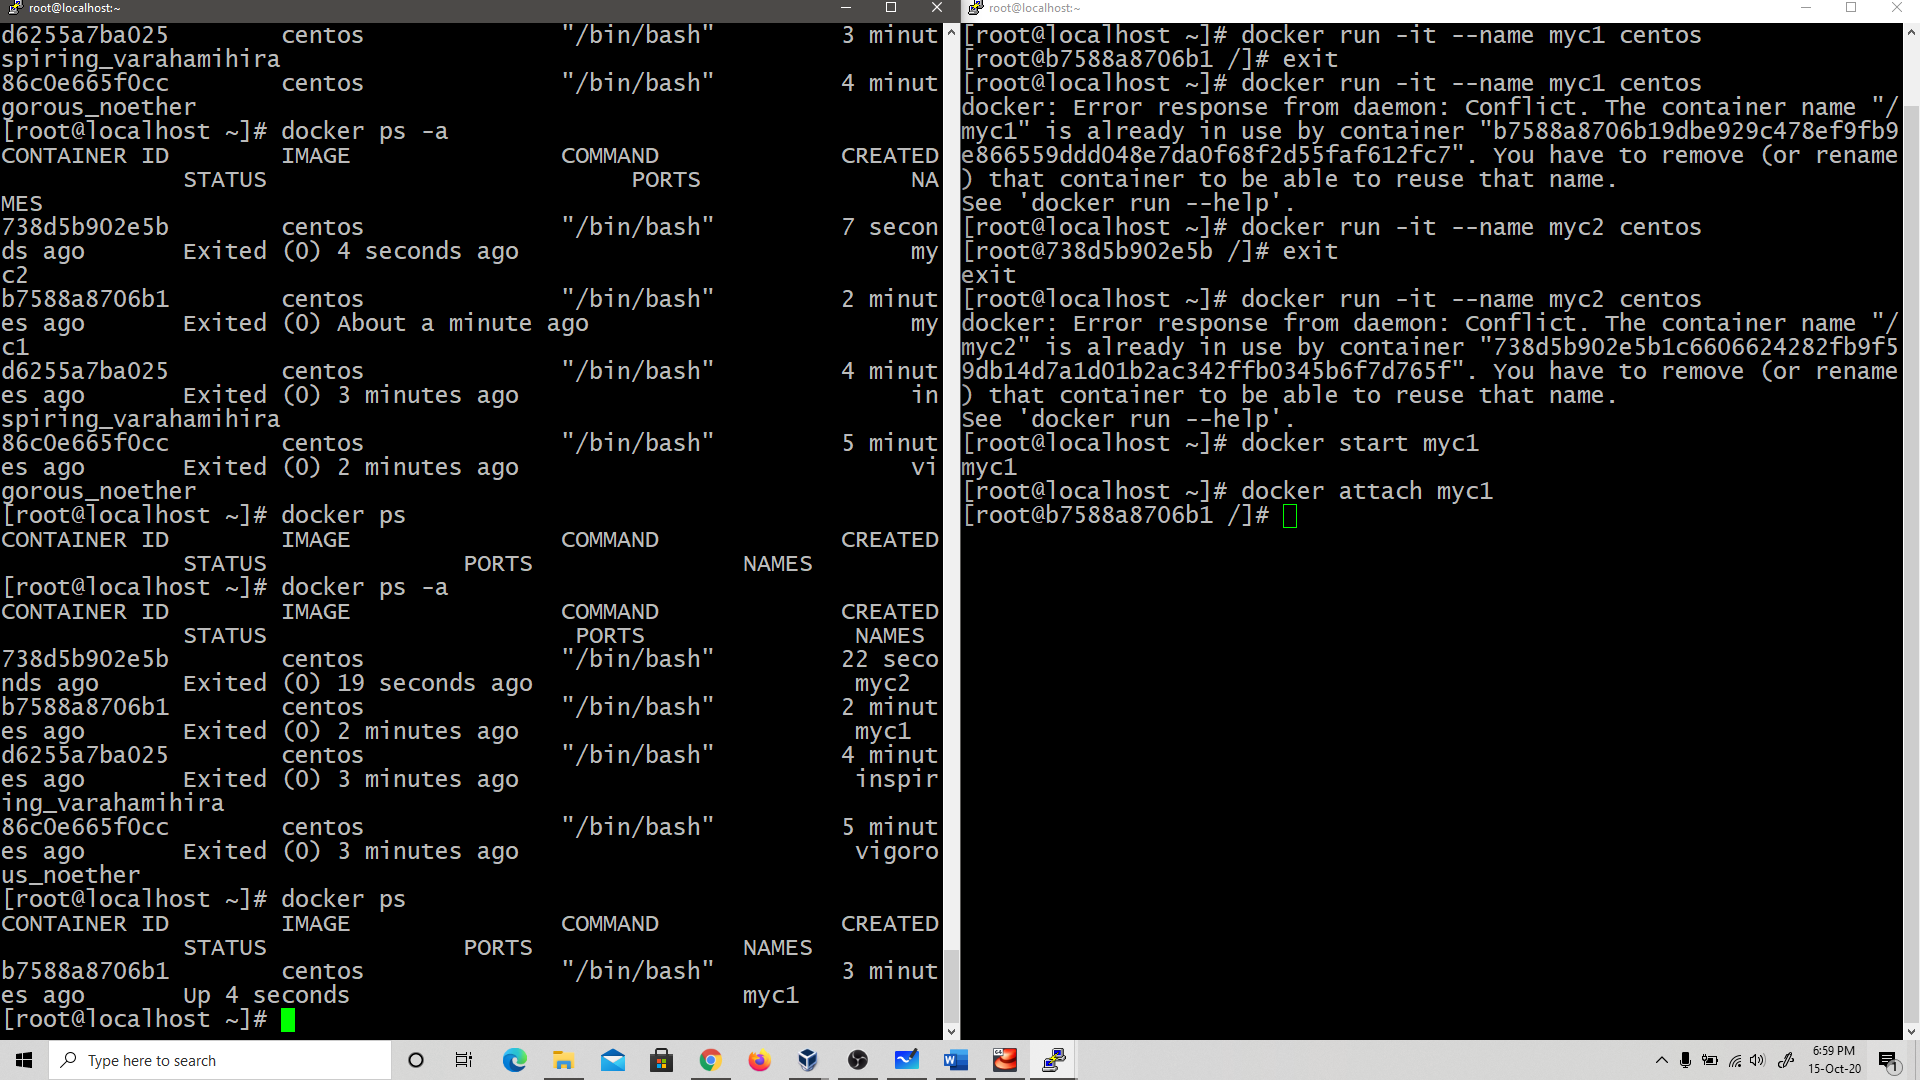 root@localhost:~
d6255a7ba025 centos "/bin/bash" 3 minut
spiring_varahamihira
86c0e665f0cc centos "/bin/bash" 4 minut
gorous_noether
[root@localhost ~]# docker ps -a
CONTAINER ID IMAGE COMMAND CREATED
STATUS PORTS NA
MES
738d5b902e5b centos "/bin/bash" 7 secon
ds ago Exited (0) 4 seconds ago my
c2
b7588a8706b1 centos "/bin/bash" 2 minut
es ago Exited (0) About a minute ago my
c1
d6255a7ba025 centos "/bin/bash" 4 minut
es ago Exited (0) 3 minutes ago in
spiring_varahamihira
86c0e665f0cc centos "/bin/bash" 5 minut
es ago Exited (0) 2 minutes ago vi
gorous_noether
[root@localhost ~]# docker ps
CONTAINER ID IMAGE COMMAND CREATED
STATUS PORTS NAMES
[root@localhost ~]# docker ps -a
CONTAINER ID IMAGE COMMAND CREATED
STATUS PORTS NAMES
738d5b902e5b centos "/bin/bash" 22 seco
nds ago Exited (0) 19 seconds ago myc2
b7588a8706b1 centos "/bin/bash" 2 minut
es ago Exited (0) 2 minutes ago myc1
d6255a7ba025 centos "/bin/bash" 4 minut
es ago Exited (0) 3 minutes ago inspir
ing_varahamihira
86c0e665f0cc centos "/bin/bash" 5 minut
es ago Exited (0) 3 minutes ago vigoro
us_noether
[root@localhost ~]# docker ps
CONTAINER ID IMAGE COMMAND CREATED
STATUS PORTS NAMES
b7588a8706b1 centos "/bin/bash" 3 minut
es ago Up 4 seconds myc1
[root@localhost ~]#
root@localhost:~
[root@localhost ~]# docker run -it --name myc1 centos
[root@b7588a8706b1 /]# exit
[root@localhost ~]# docker run -it --name myc1 centos
docker: Error response from daemon: Conflict. The container name "/
myc1" is already in use by container "b7588a8706b19dbe929c478ef9fb9
e866559ddd048e7da0f68f2d55faf612fc7". You have to remove (or rename
) that container to be able to reuse that name.
See 'docker run --help'.
[root@localhost ~]# docker run -it --name myc2 centos
[root@738d5b902e5b /]# exit
exit
[root@localhost ~]# docker run -it --name myc2 centos
docker: Error response from daemon: Conflict. The container name "/
myc2" is already in use by container "738d5b902e5b1c6606624282fb9f5
9db14d7a1d01b2ac342ffb0345b6f7d765f". You have to remove (or rename
) that container to be able to reuse that name.
See 'docker run --help'.
[root@localhost ~]# docker start myc1
myc1
[root@localhost ~]# docker attach myc1
[root@b7588a8706b1 /]#
Type here to search
6:59 PM
15-Oct-20
1